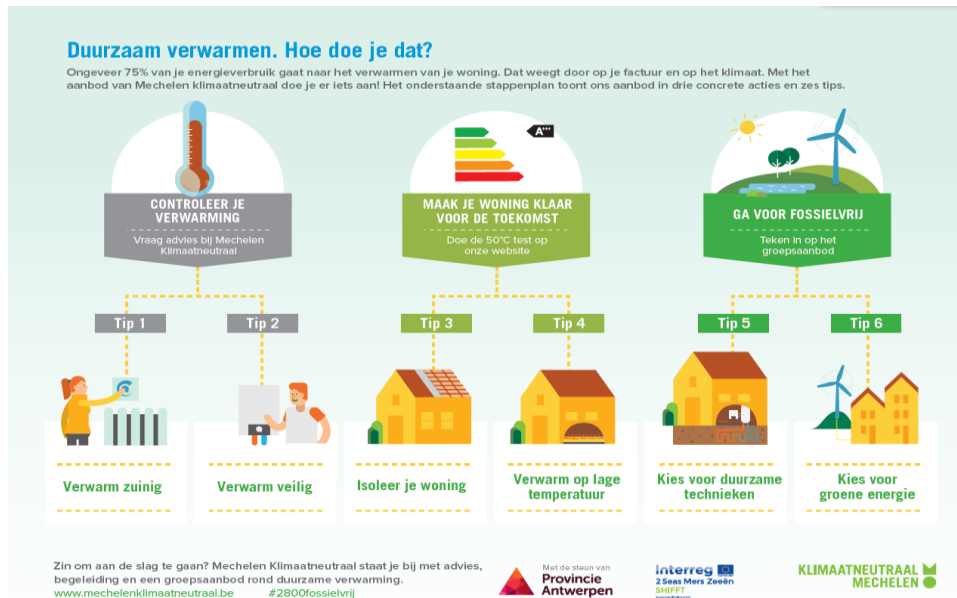 Duurzaam verwarmen. Hoe doe je dat?
Ongeveer 75% van je energieverbruik gaat naar het verwarmen van je woning. Dat weegt door op je factuur en op het klimaat. Met het
aanbod van Mechelen klimaatneutraal doe je er iets aan! Het onderstaande stappenplan toont ons aanbod in drie concrete acties en zes tips.
A+++
CONTROLEER JE
VERWARMING
Vraag advies bij Mechelen
Klimaatneutraal
MAAK JE WONING KLAAR
VOOR DE TOEKOMST
Doe de 50°C test op
onze website
GA VOOR FOSSIELVRIJ
Teken in op het
groepsaanbod
Tip 1
Tip 2
Tip 3
Tip 4
Tip 5
Tip 6
Verwarm zuinig
Verwarm veilig
Isoleer je woning
Verwarm op lage
temperatuur
Kies voor duurzame
technieken
Kies voor
groene energie
Zin om aan de slag te gaan? Mechelen Klimaatneutraal staat je bij met advies,
begeleiding en een groepsaanbod rond duurzame verwarming.
www.mechelenklimaatneutraal.be #2800fossielvrij
Met de steun van
Provincie
Antwerpen
Interreg
2 Seas Mers Zeeën
SHIFFT
KLIMAATNEUTRAAL
MECHELEN